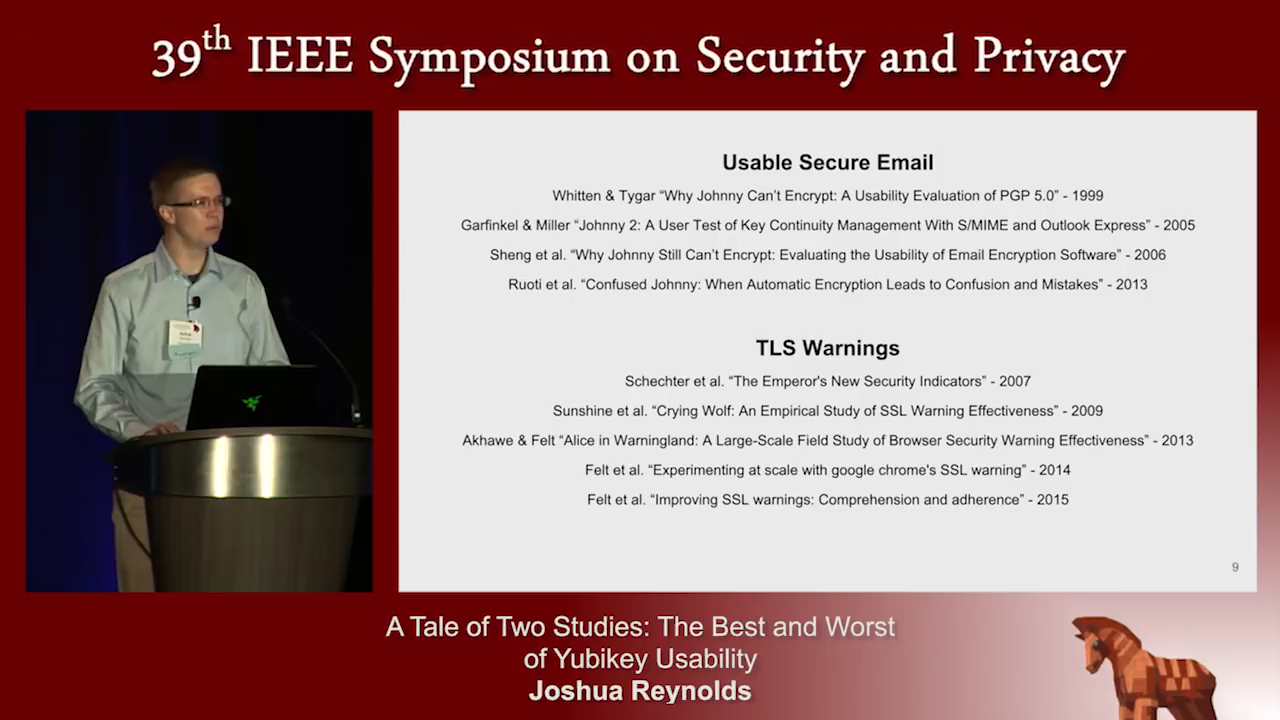 39th IEEE Symposium on Security and Privacy
Usable Secure Email
Whitten & Tygar “Why Johnny Can’t Encrypt: A Usability Evaluation of PGP 5.0” - 1999
Garfinkel & Miller “Johnny 2: A User Test of Key Continuity Management With S/MIME and Outlook Express” - 2005
Sheng et al. “Why Johnny Still Can’t Encrypt: Evaluating the Usability of Email Encryption Software” - 2006
Ruoti et al. “Confused Johnny: When Automatic Encryption Leads to Confusion and Mistakes” - 2013
TLS Warnings
Schechter et al. “The Emperor's New Security Indicators” - 2007
Sunshine et al. “Crying Wolf: An Empirical Study of SSL Warning Effectiveness” - 2009
Akhawe & Felt “Alice in Warningland: A Large-Scale Field Study of Browser Security Warning Effectiveness” - 2013
Felt et al. “Experimenting at scale with google chrome's SSL warning” - 2014
Felt et al. “Improving SSL warnings: Comprehension and adherence” - 2015
9
A Tale of Two Studies: The Best and Worst
of Yubikey Usability
Joshua Reynolds